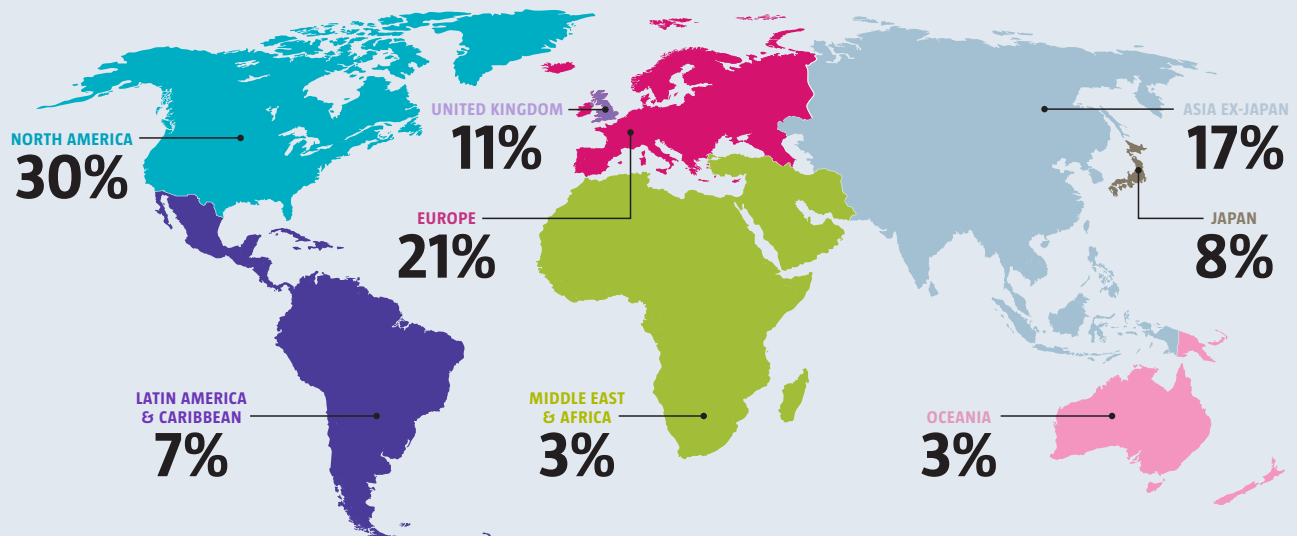 NORTH AMERICA
30%
UNITED KINGDOM
11%
EUROPE
21%
ASIA EX-JAPAN
17%
JAPAN
8%
LATIN AMERICA
& CARIBBEAN
7%
MIDDLE EAST
& AFRICA
3%
OCEANIA
3%